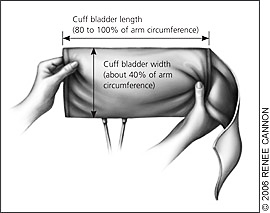 Cuff bladder length
(80 to 100% of arm circumference)
Cuff bladder width
(about 40% of arm
circumference)
© 2006 RENEE CANNON